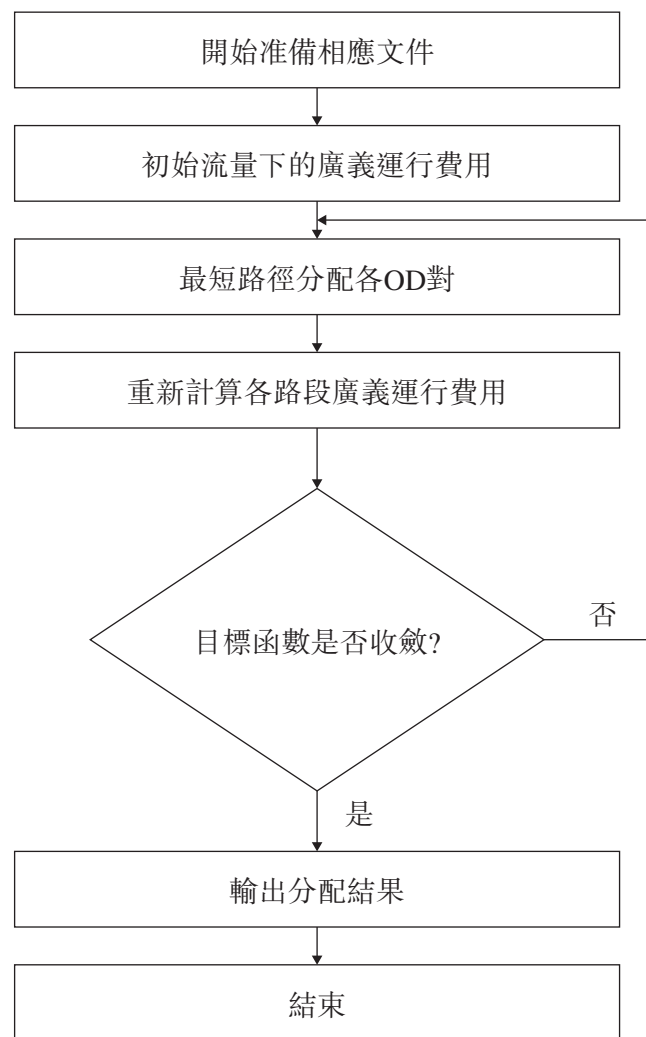 開始准備相應文件
初始流量下的廣義運行費用
最短路徑分配各OD對
重新計算各路段廣義運行費用
目標函數是否收斂?
否
是
輸出分配結果
結束